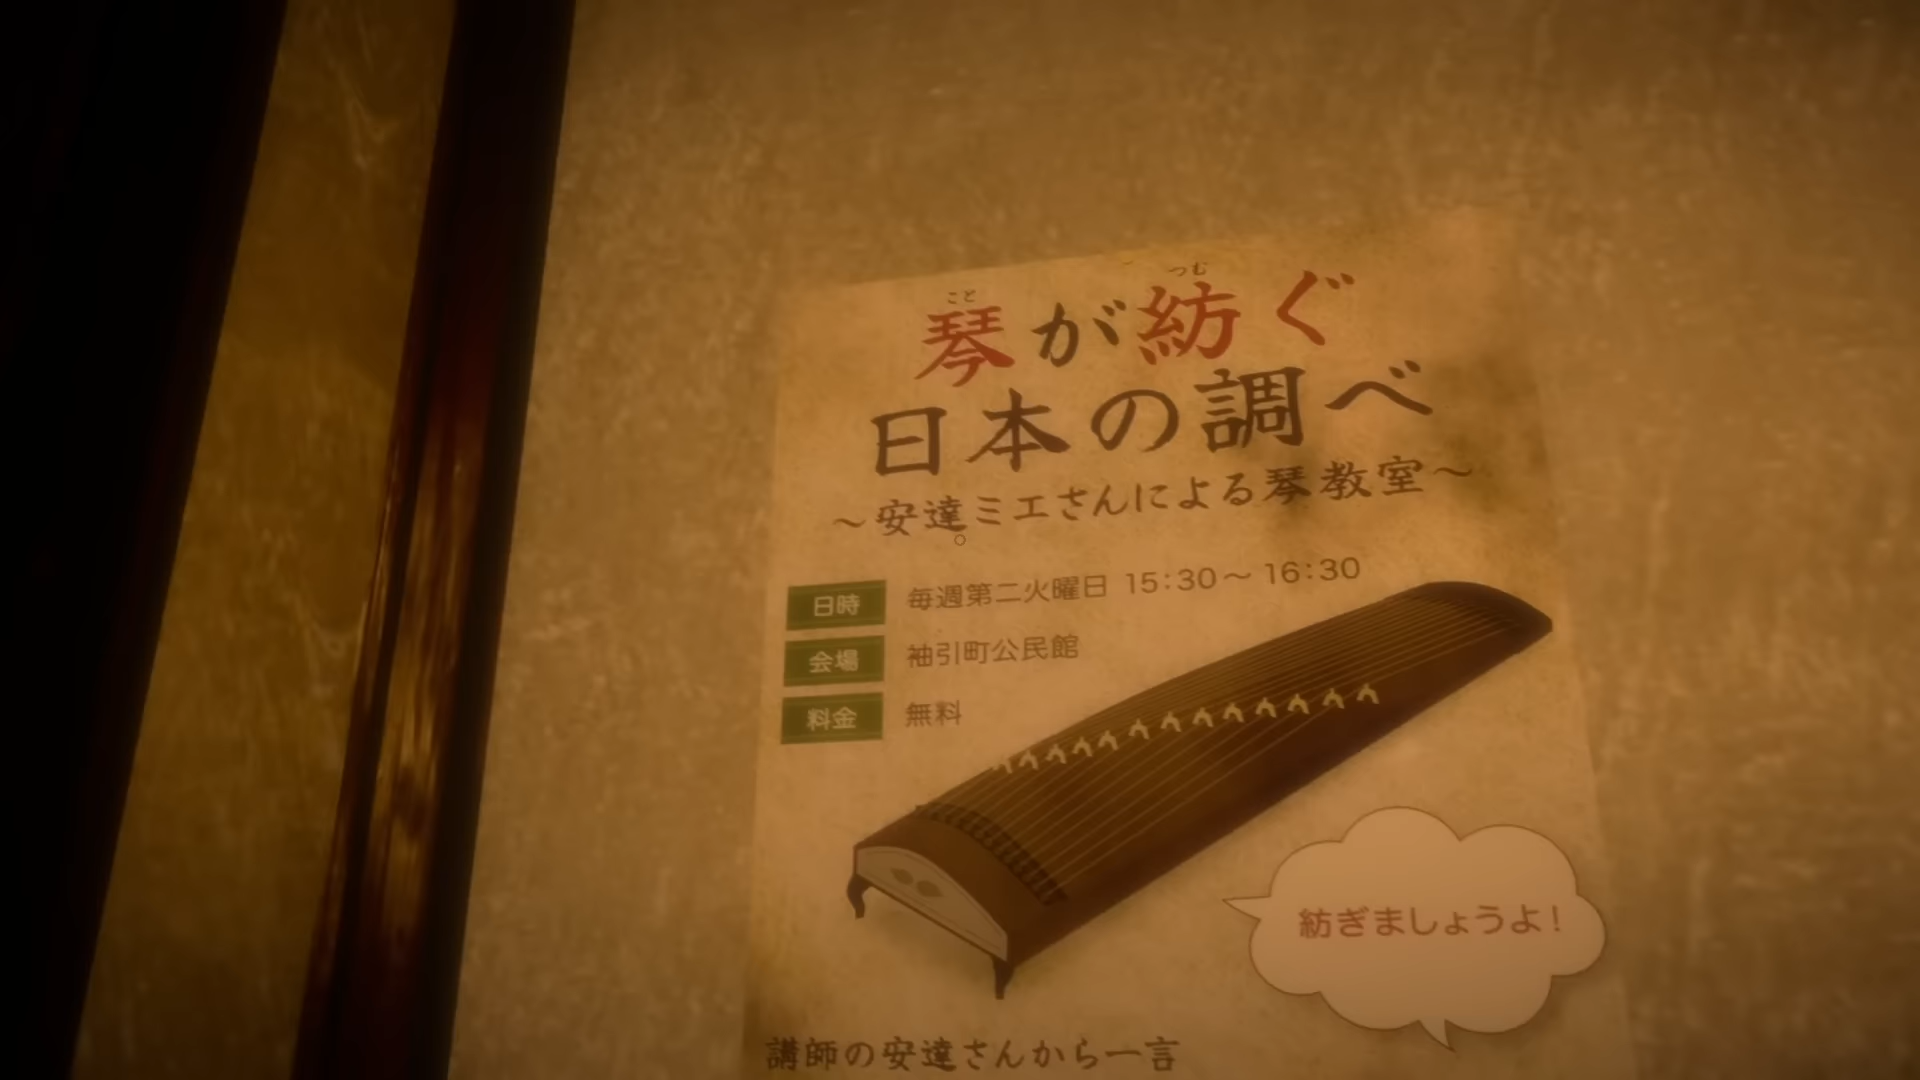 こと つむ
琴が紡ぐ
日本の調べ
～安達ミエさんによる琴教室～
日時 毎週第二火曜日 15:30～16:30
会場 袖引町公民館
料金 無料
紡ぎましょうよ!
講師の安達さんから一言